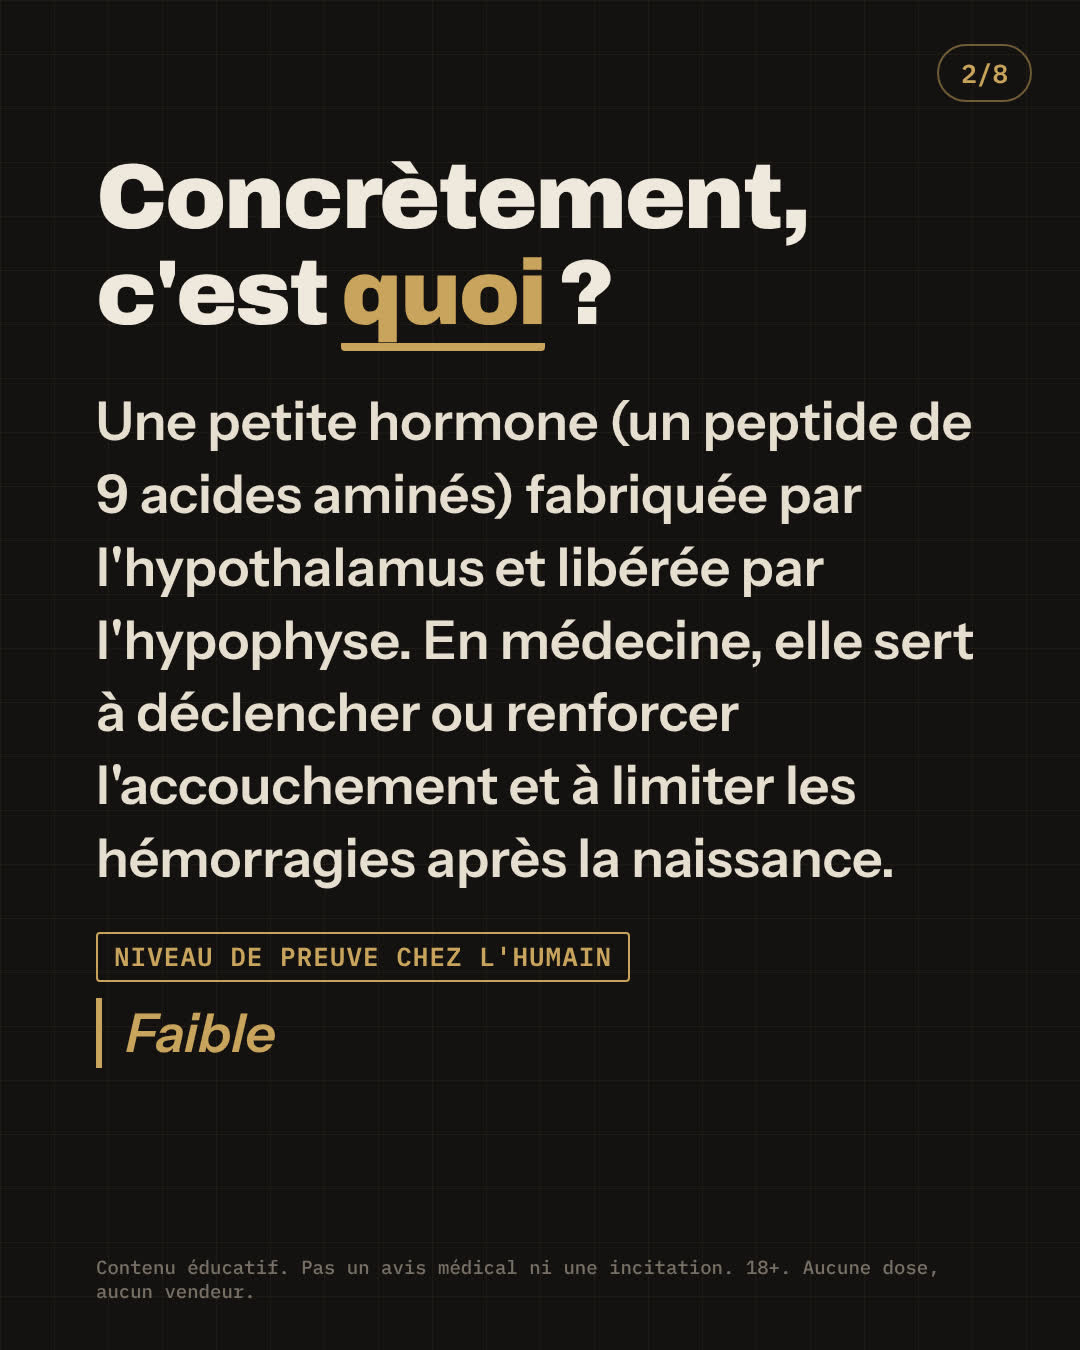 2/8
Concrètement,
c'est quoi ?
Une petite hormone (un peptide de
9 acides aminés) fabriquée par
l'hypothalamus et libérée par
l'hypophyse. En médecine, elle sert
à déclencher ou renforcer
l'accouchement et à limiter les
hémorragies après la naissance.
NIVEAU DE PREUVE CHEZ L'HUMAIN
Faible
Contenu éducatif. Pas un avis médical ni une incitation. 18+. Aucune dose,
aucun vendeur.